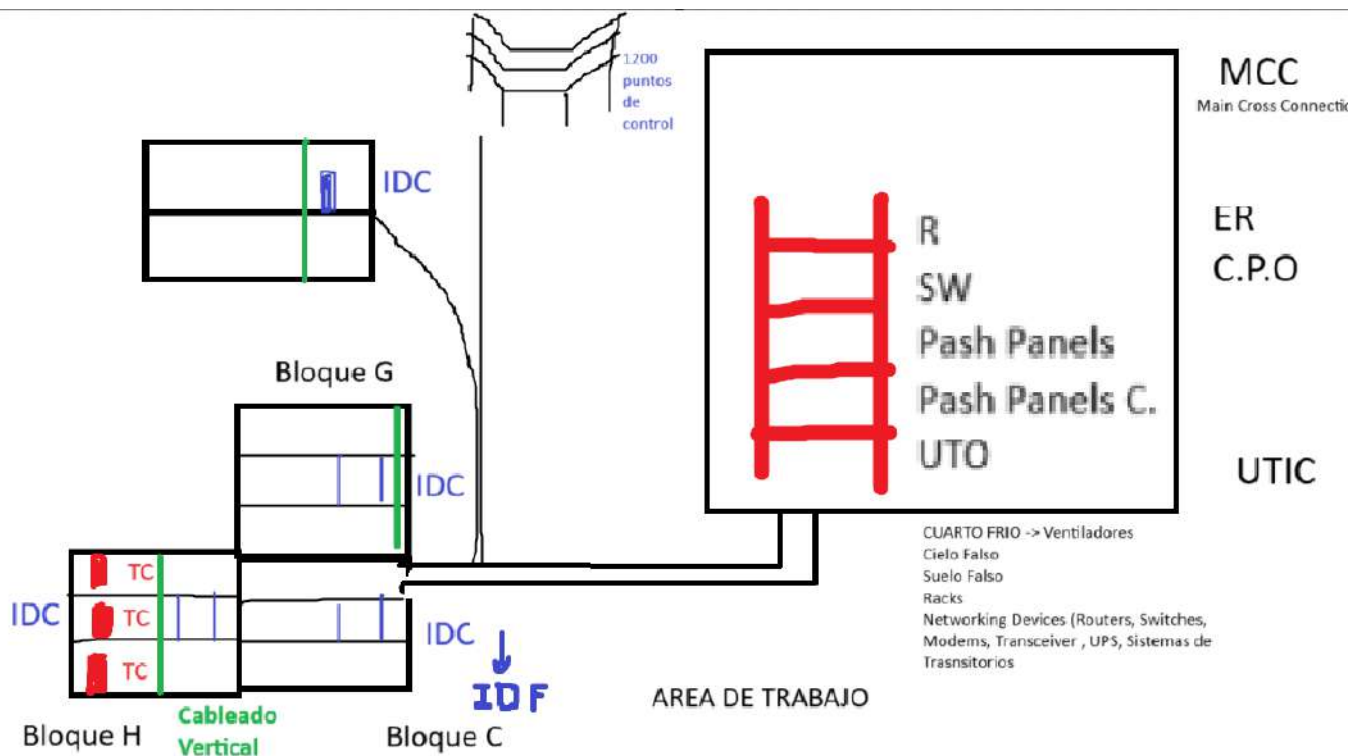 1200
puntos
de
control
MCC
Main Cross Connectio
IDC
ER
C.P.O
R
SW
Pash Panels
Pash Panels C.
UTO
UTIC
Bloque G
IDC
CUARTO FRIO -> Ventiladores
Cielo Falso
Suelo Falso
Racks
Networking Devices (Routers, Switches,
Modems, Transceiver , UPS, Sistemas de
Trasnsitorios
IDC
TC
TC
TC
IDC
IDF
AREA DE TRABAJO
Bloque H
Cableado
Vertical
Bloque C